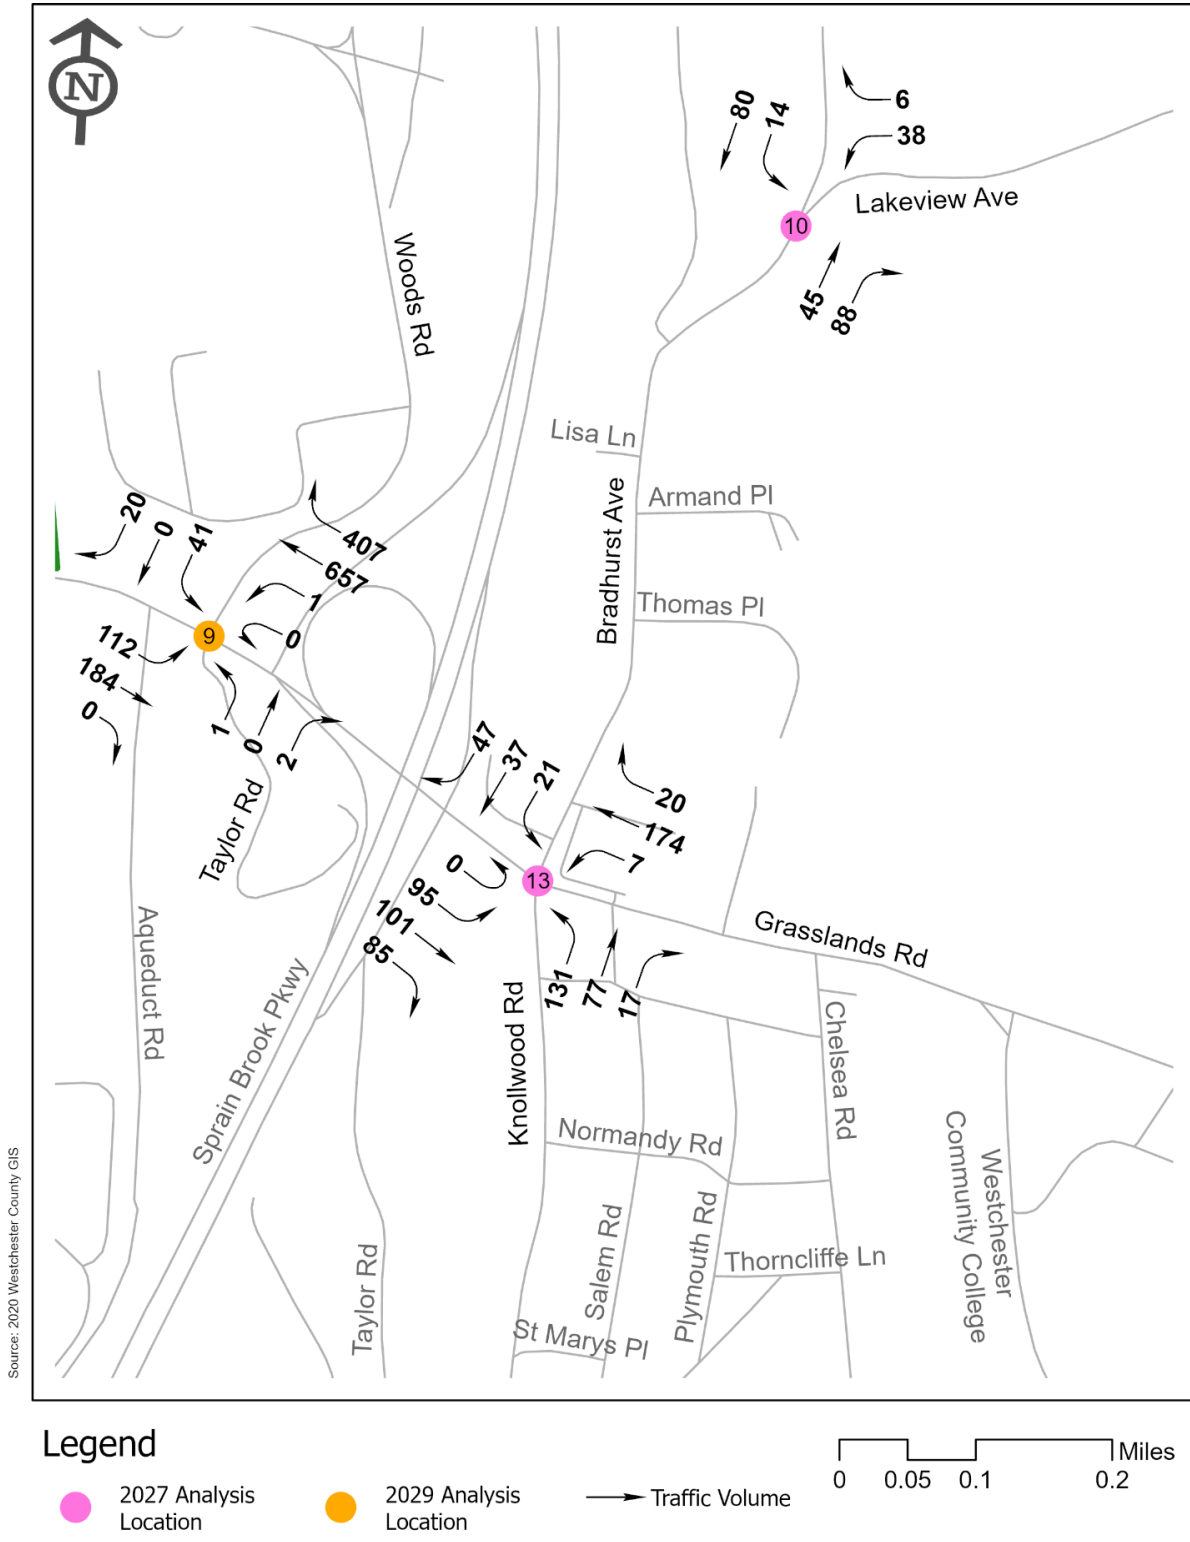 N
80
14
6
38
Lakeview Ave
10
45
88
Woods Rd
Lisa Ln
Armand Pl
Bradhurst Ave
Thomas Pl
20
0
41
407
657
1
0
9
112
184
0
1
0
2
Taylor Rd
47
37
21
20
174
7
13
0
95
101
85
131
77
17
Grasslands Rd
Aqueduct Rd
Sprain Brook Pkwy
Knollwood Rd
Chelsea Rd
Normandy Rd
Westchester
Community College
Salem Rd
Plymouth Rd
Thorncliffe Ln
Taylor Rd
St Marys Pl
Source: 2020 Westchester County GIS
Legend
2027 Analysis
Location
2029 Analysis
Location
Traffic Volume
Miles
0 0.05 0.1 0.2